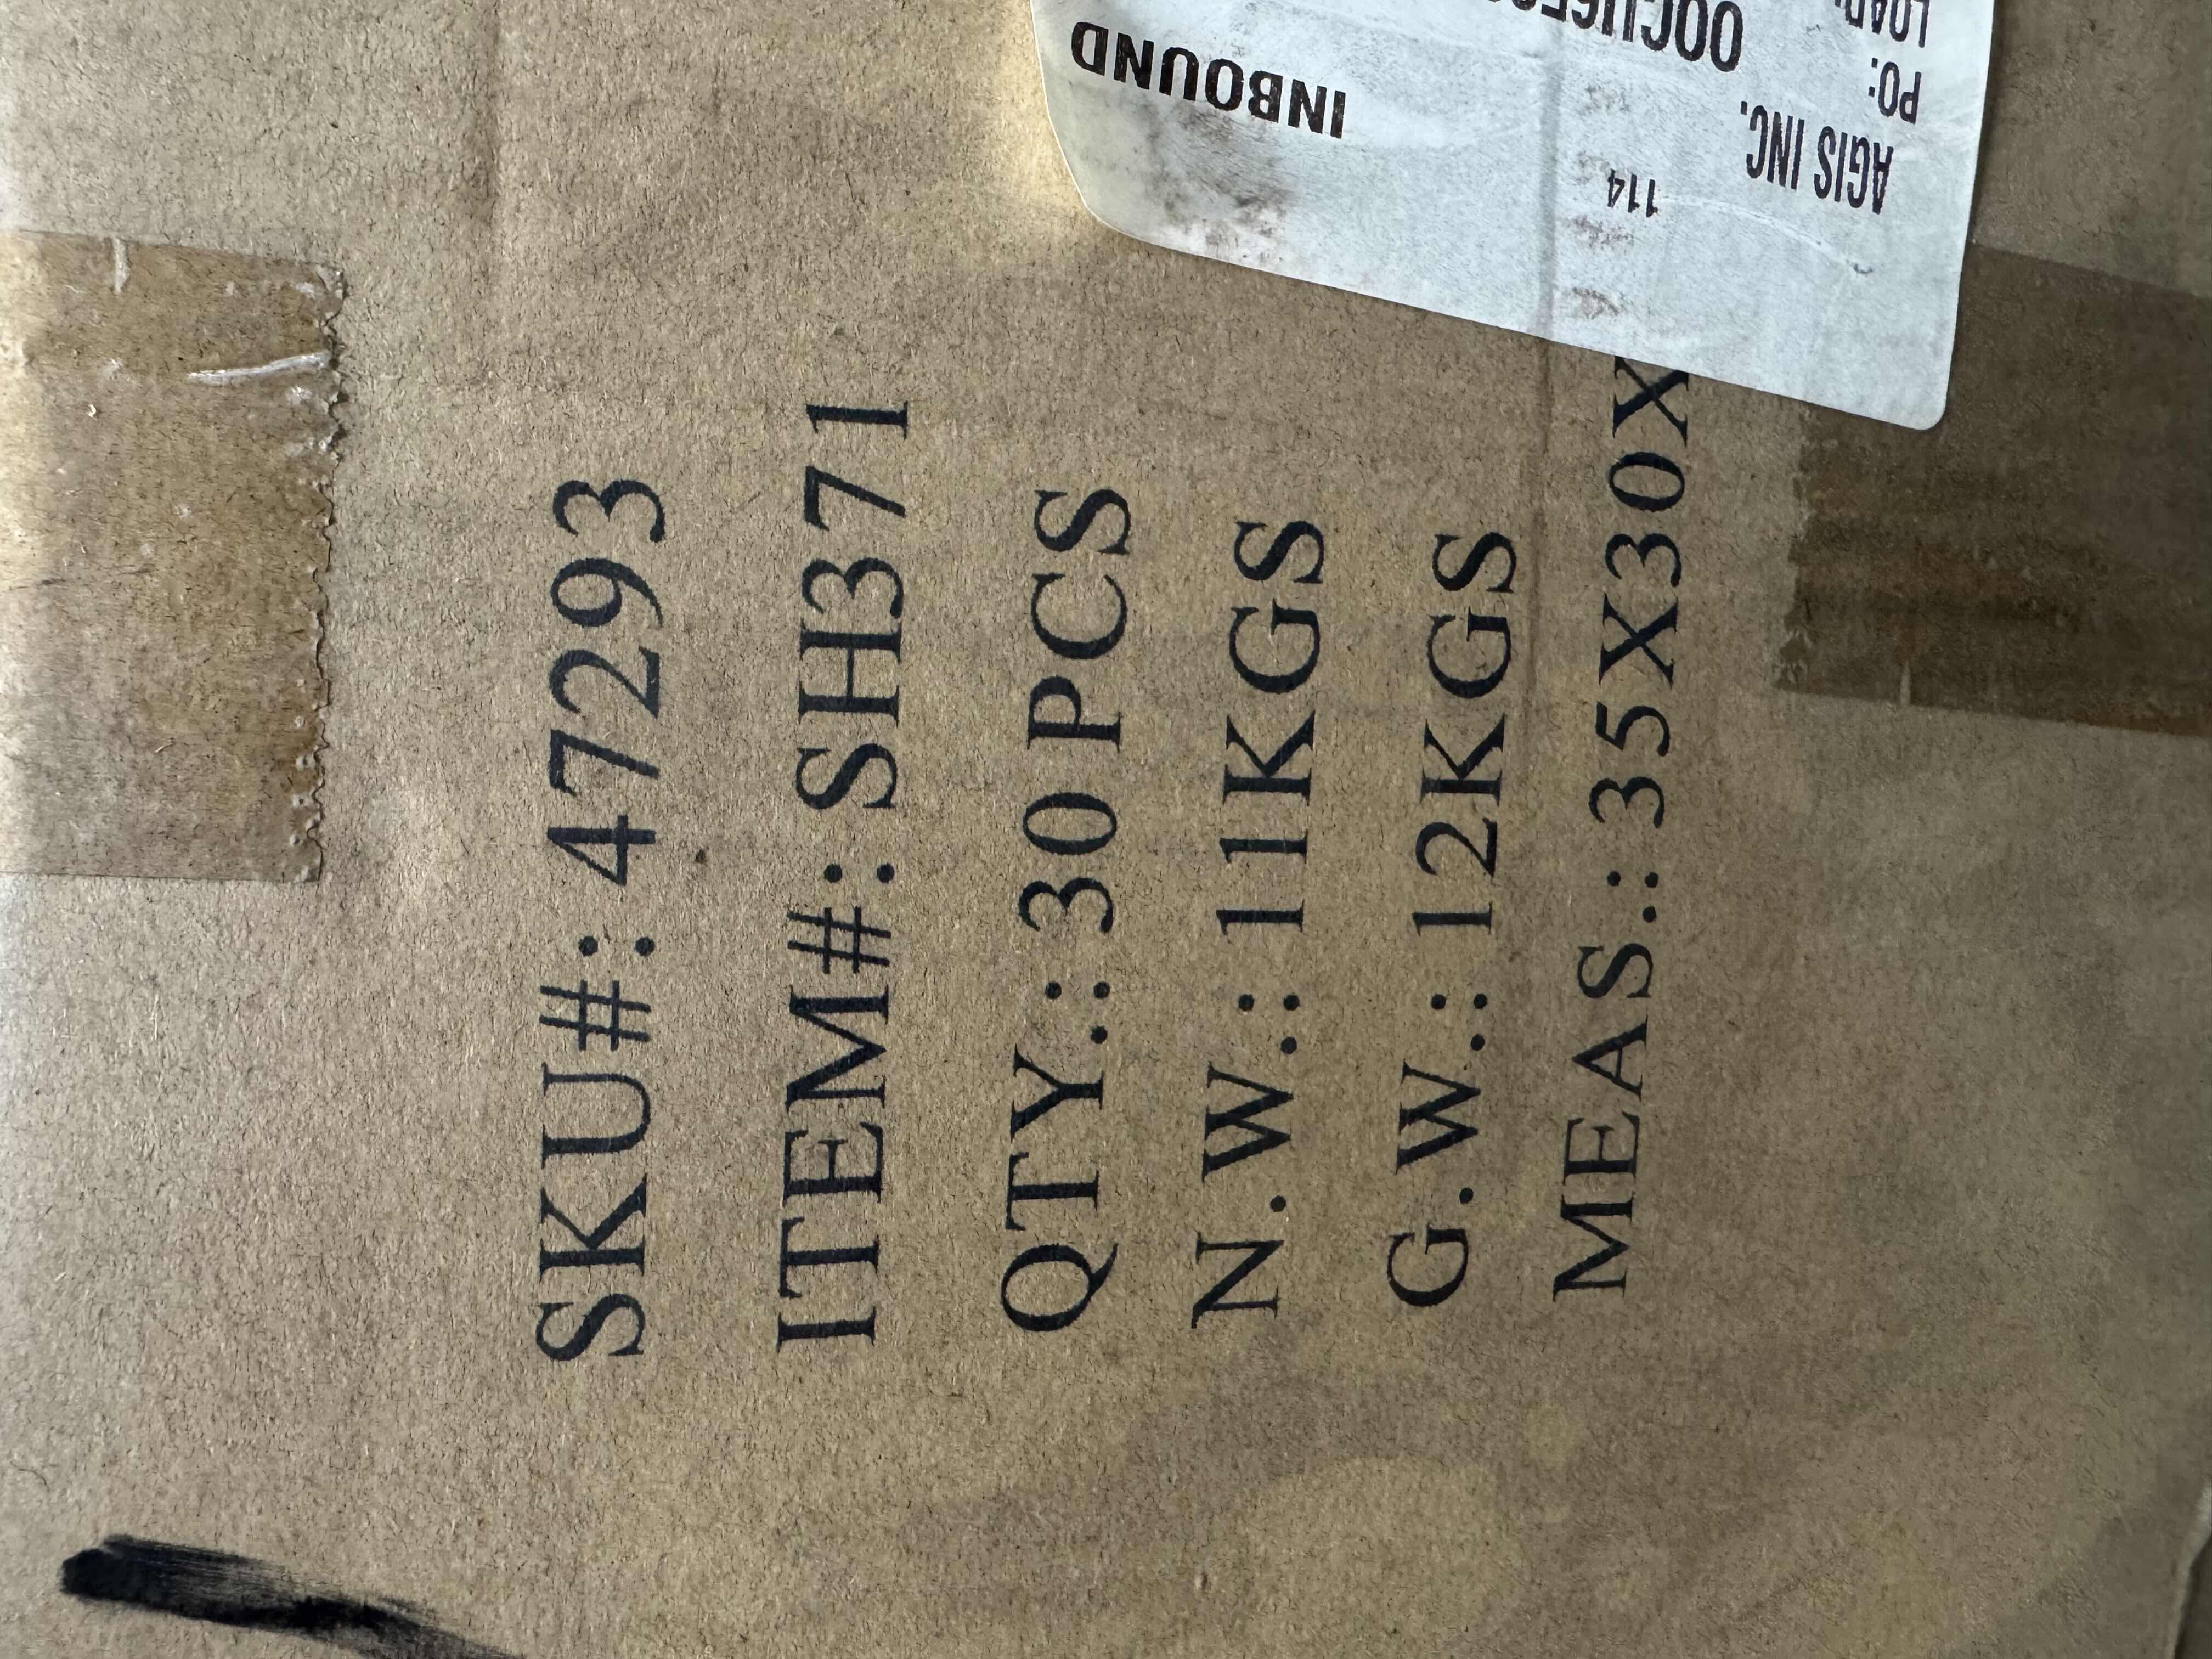 SKU#: 47293
ITEM#: SH371
QTY.: 30 PCS
N.W.: 11KGS
G.W.: 12KGS
MEAS.: 35X30X
AGIS INC.
114
PO:
INBOUND